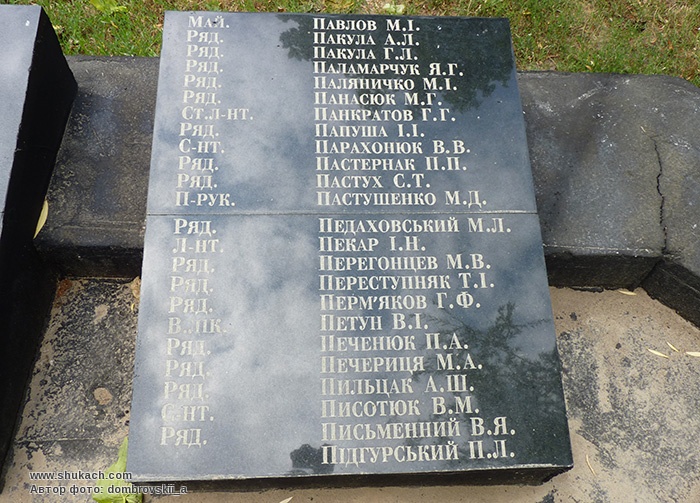 Мл.л. Павлов М.І.
Ряд. Пакула А.Л.
Ряд. Пакула Г.Л.
Ряд. Паламарчук Я.Г.
Ряд. Паляничко М.І.
Ряд. Панасюк М.Г.
Ст.л-нт. Панкратов Г.Г.
Ряд. Папуша І.І.
С-нт. Парахонюк В.В.
Ряд. Пастернак П.П.
Ряд. Пастух С.Т.
П-рук. Пастушенко М.Д.
Ряд. Педаховський М.Л.
Л-нт. Пекар І.Н.
Ряд. Перегонцев М.В.
Ряд. Переступняк Т.І.
Ряд. Перм'яков Г.Ф.
Петун В.І.
Ряд. Печенюк П.А.
Ряд. Печериця М.А.
Ряд. Пильцак А.Ш.
С-нт. Писотюк В.М.
Ряд. Письменний В.Я.
Підгурський П.Л.
www.shukach.com
Автор фото: dombrovskii_a